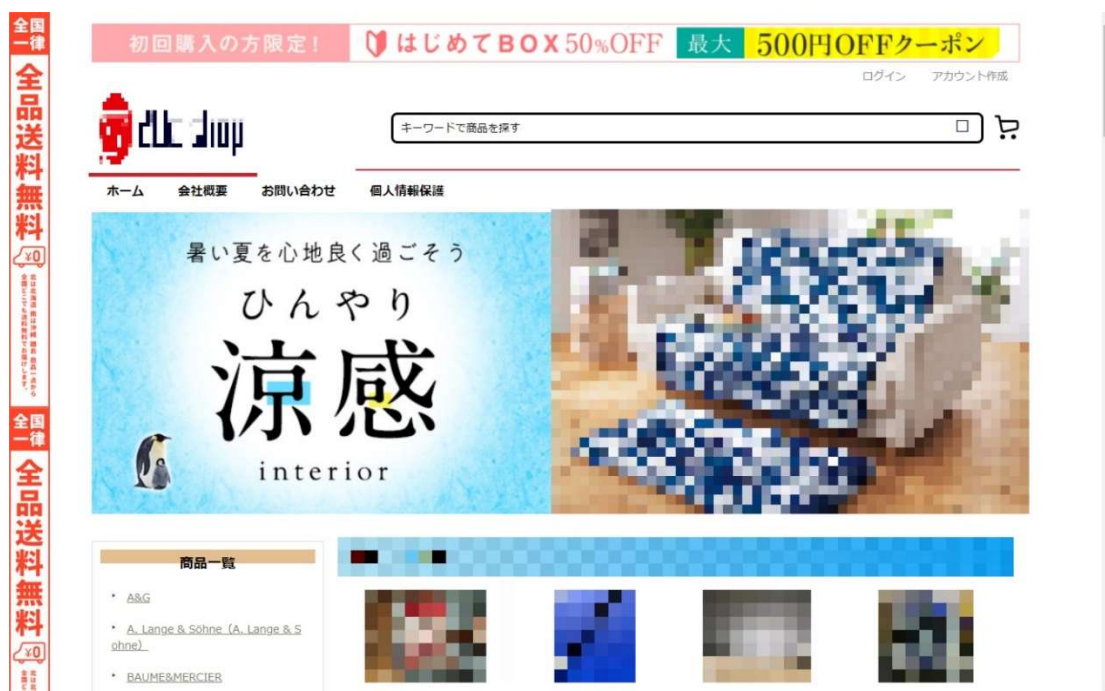 全国
一律
全品送料無料
¥0
全国
一律
全品送料無料
¥0
初回購入の方限定！
はじめてBOX50%OFF
最大
500円OFFクーポン
ログイン アカウント作成
キーワードで商品を探す
ホーム 会社概要 お問い合わせ 個人情報保護
暑い夏を心地良く過ごそう
ひんやり
涼感
interior
商品一覧
A&G
A. Lange & Söhne（A. Lange & S
ohne）
BAUME&MERCIER